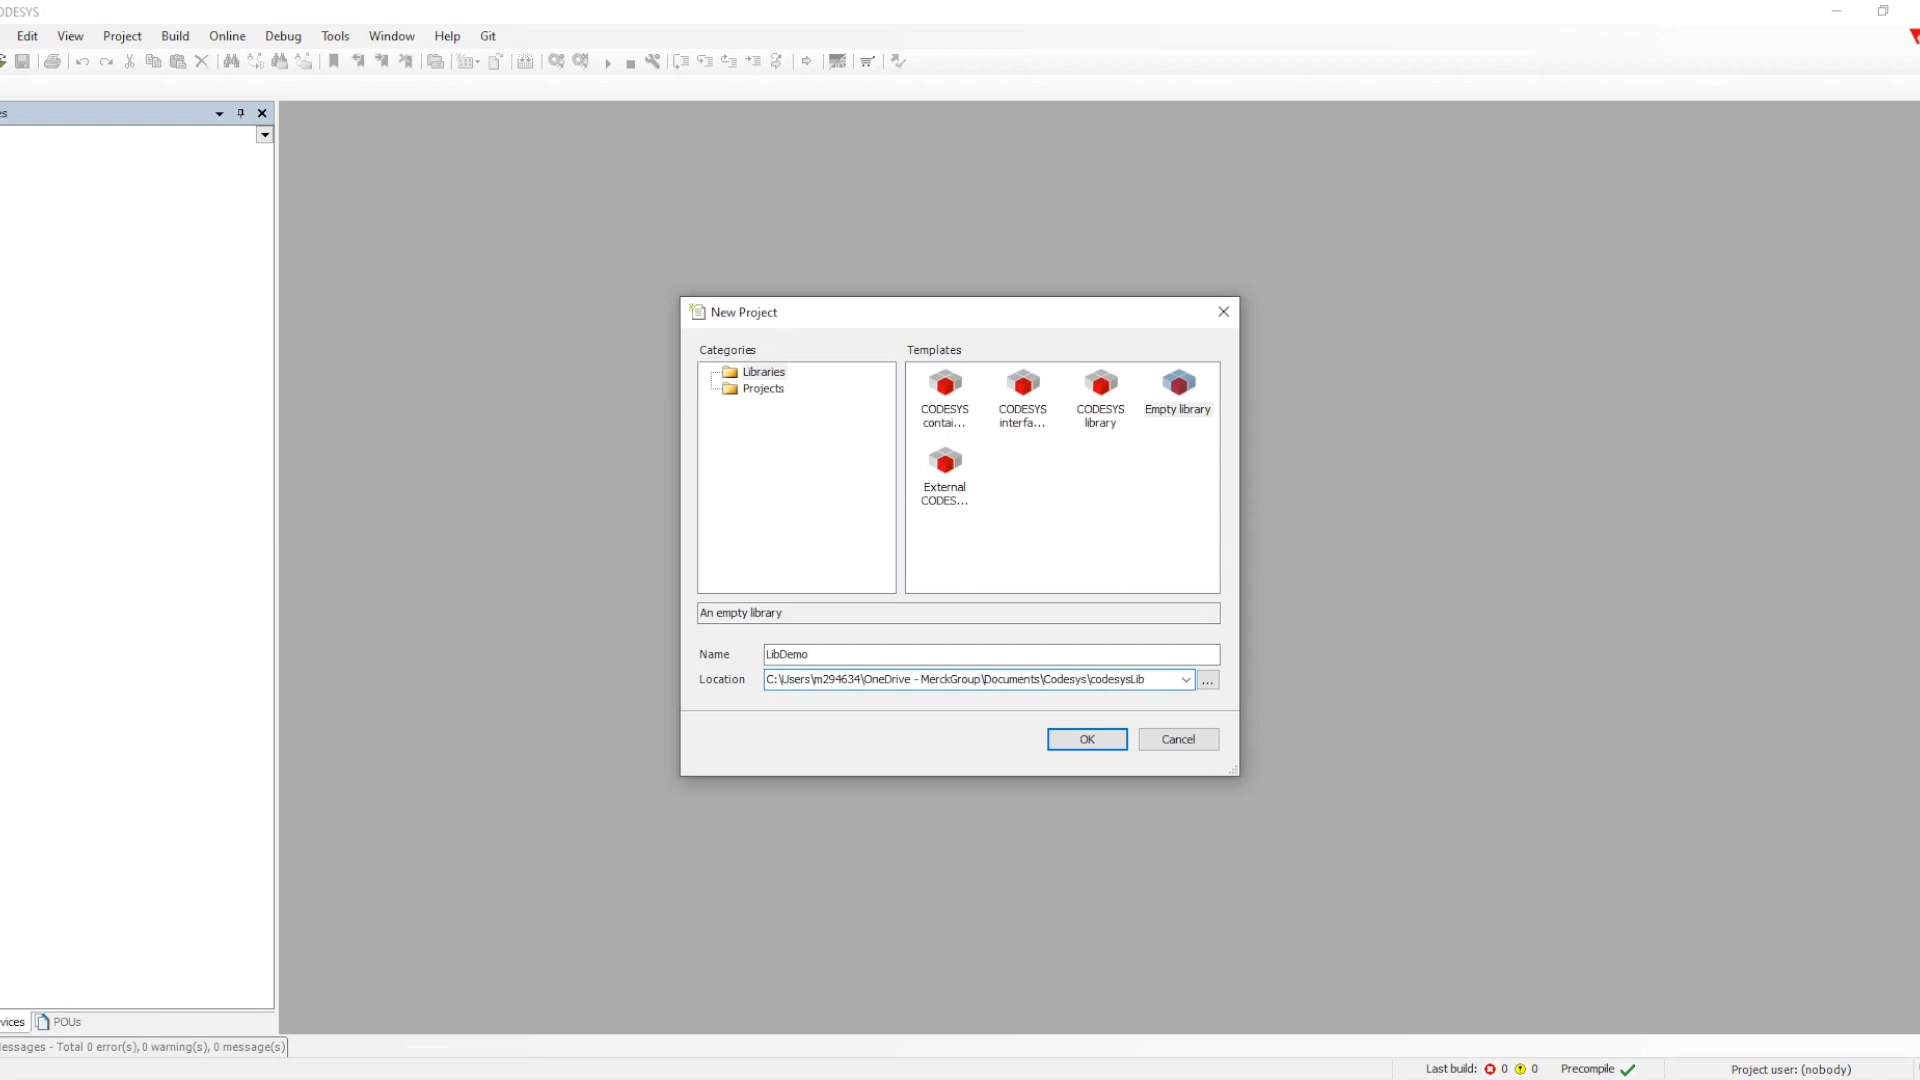 ODESYS
Edit View Project Build Online Debug Tools Window Help Git
es
New Project
Categories
Templates
Libraries
Projects
CODESYS
contai...
CODESYS
interfa...
CODESYS
library
Empty library
External
CODES...
An empty library
Name LibDemo
Location C:\Users\m294634\OneDrive - MerckGroup\Documents\Codesys\codesysLib ...
OK Cancel
vices POUs
essages - Total 0 error(s), 0 warning(s), 0 message(s)
Last build: 0 0 Precompile Project user: (nobody)